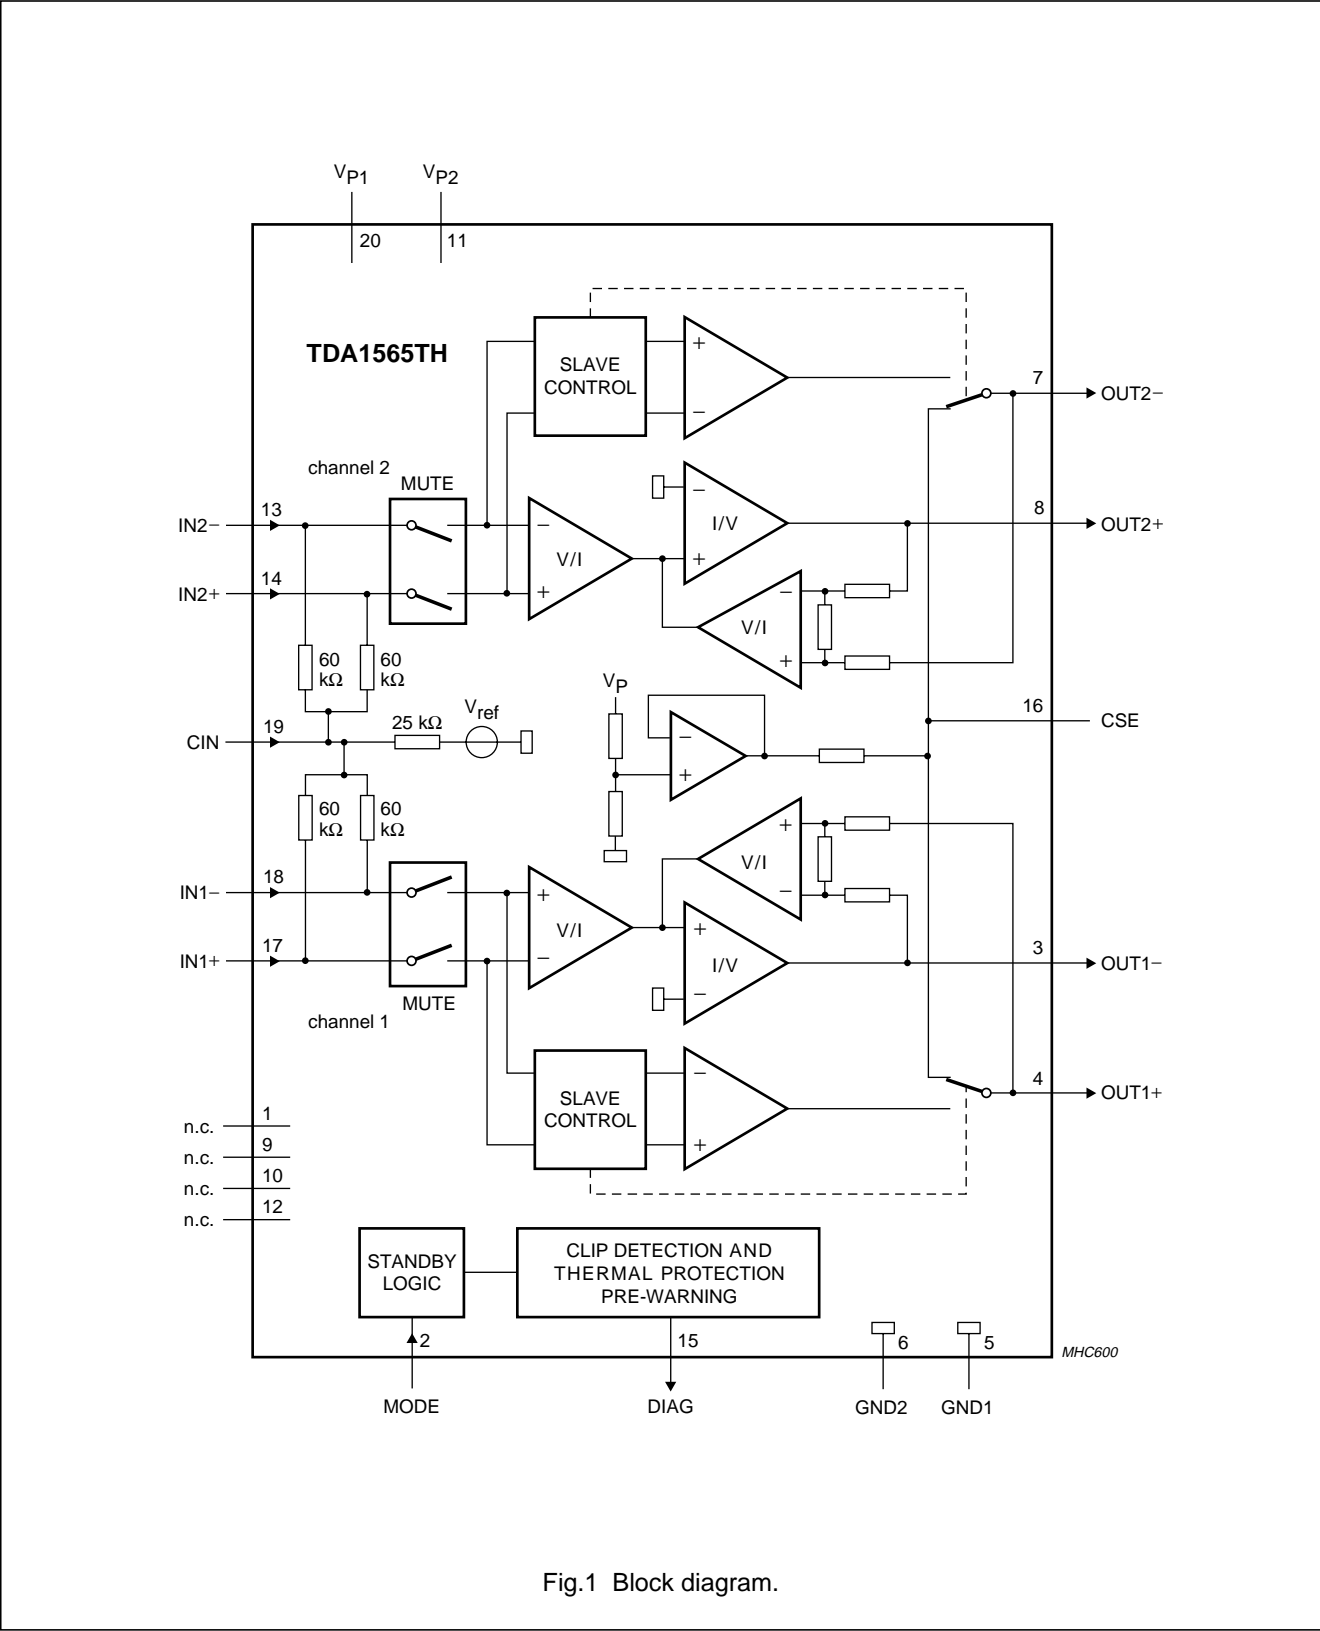 VP1 VP2
20 11
TDA1565TH
SLAVE
CONTROL
+
−
7
OUT2−
channel 2
MUTE
IN2− 13
−
V/I
−
I/V
8
OUT2+
IN2+ 14
+
+
−
V/I
+
60
kΩ
60
kΩ
VP
16
CSE
CIN 19
25 kΩ
Vref
−
+
60
kΩ
60
kΩ
+
V/I
−
IN1− 18
+
V/I
+
I/V
3
OUT1−
IN1+ 17
−
−
MUTE
channel 1
SLAVE
CONTROL
−
+
4
OUT1+
n.c. 1
n.c. 9
n.c. 10
n.c. 12
STANDBY
LOGIC
CLIP DETECTION AND
THERMAL PROTECTION
PRE-WARNING
2
15
6
5
MHC600
MODE
DIAG
GND2
GND1
Fig.1 Block diagram.